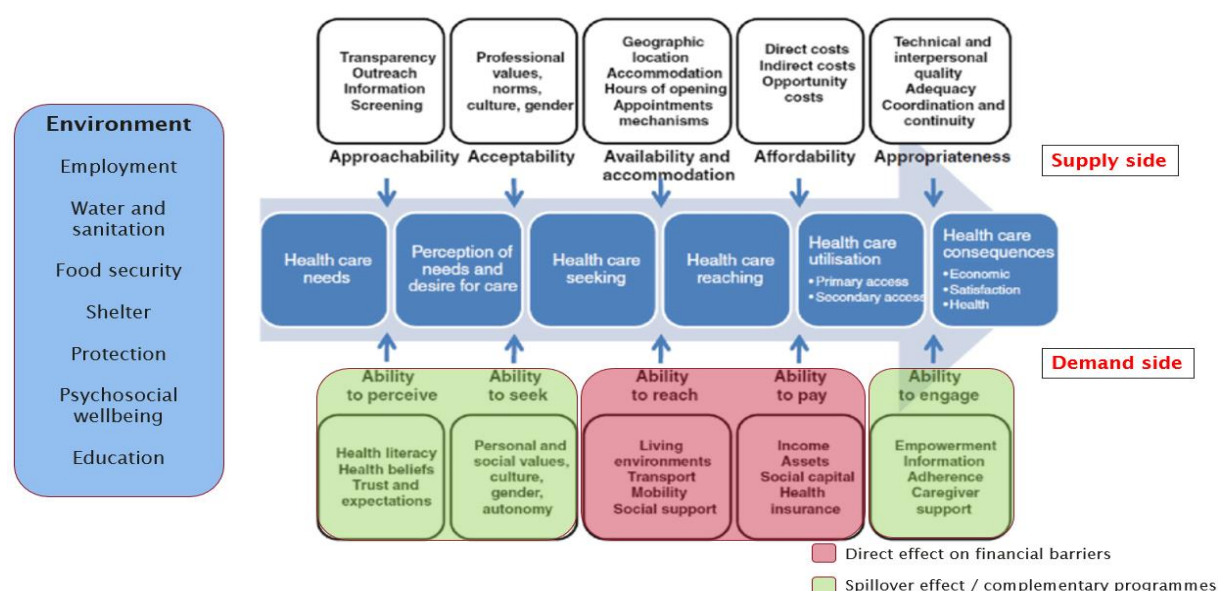 Environment
Employment
Water and
sanitation
Food security
Shelter
Protection
Psychosocial
wellbeing
Education
Transparency
Outreach
Information
Screening
Approachability
Professional
values,
norms,
culture, gender
Acceptability
Geographic
location
Accommodation
Hours of opening
Appointments
mechanisms
Availability and
accommodation
Direct costs
Indirect costs
Opportunity
costs
Affordability
Technical and
interpersonal
quality
Adequacy
Coordination and
continuity
Appropriateness
Supply side
Health care
needs
Perception of
needs and
desire for care
Health care
seeking
Health care
reaching
Health care
utilisation
• Primary access
• Secondary access
Health care
consequences
• Economic
• Satisfaction
• Health
Demand side
Ability
to perceive
Health literacy
Health beliefs
Trust and
expectations
Ability
to seek
Personal and
social values,
culture,
gender,
autonomy
Ability
to reach
Living
environments
Transport
Mobility
Social support
Ability
to pay
Income
Assets
Social capital
Health
insurance
Ability
to engage
Empowerment
Information
Adherence
Caregiver
support
Direct effect on financial barriers
Spillover effect / complementary programmes